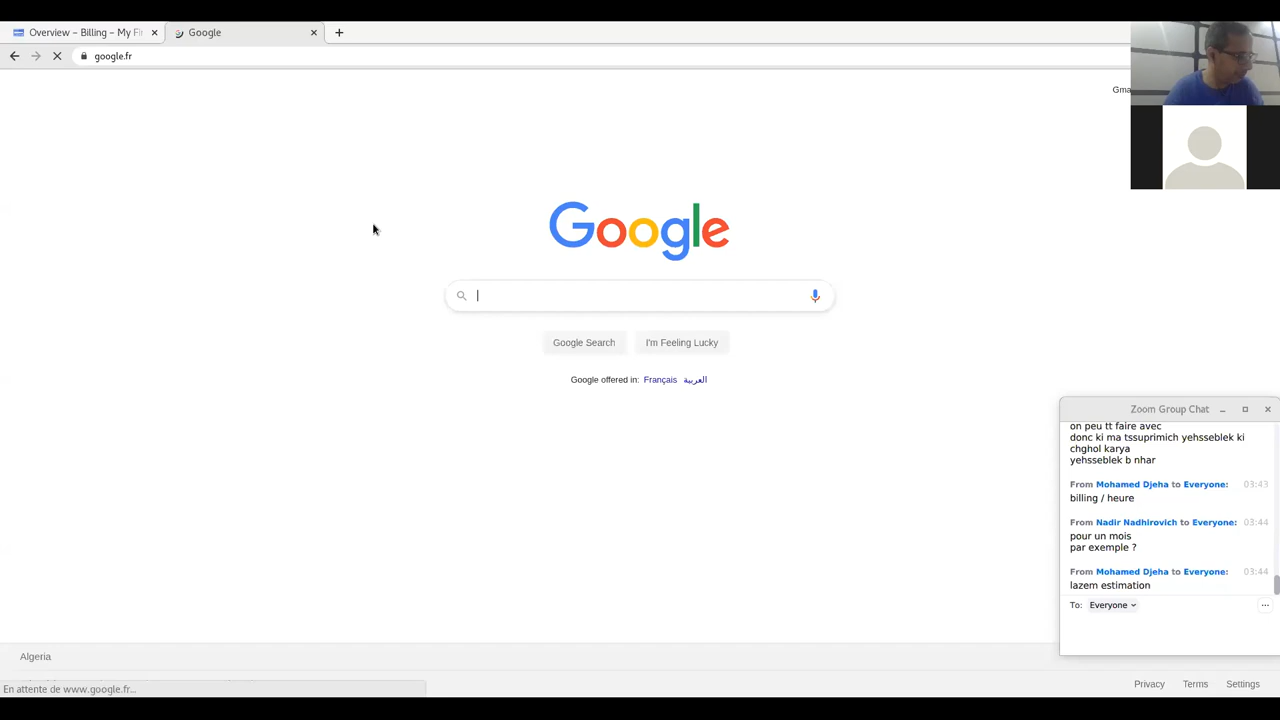 Overview – Billing – My Fi
Google
google.fr
Gma
Google
Google Search
I'm Feeling Lucky
Google offered in: Français العربية
Zoom Group Chat
on peu tt faire avec
donc ki ma tssuprimich yehsseblek ki
chghol karya
yehsseblek b nhar
From Mohamed Djeha to Everyone: 03:43
billing / heure
From Nadir Nadhirovich to Everyone: 03:44
pour un mois
par exemple ?
From Mohamed Djeha to Everyone: 03:44
lazem estimation
To: Everyone
Algeria
En attente de www.google.fr...
Privacy Terms Settings